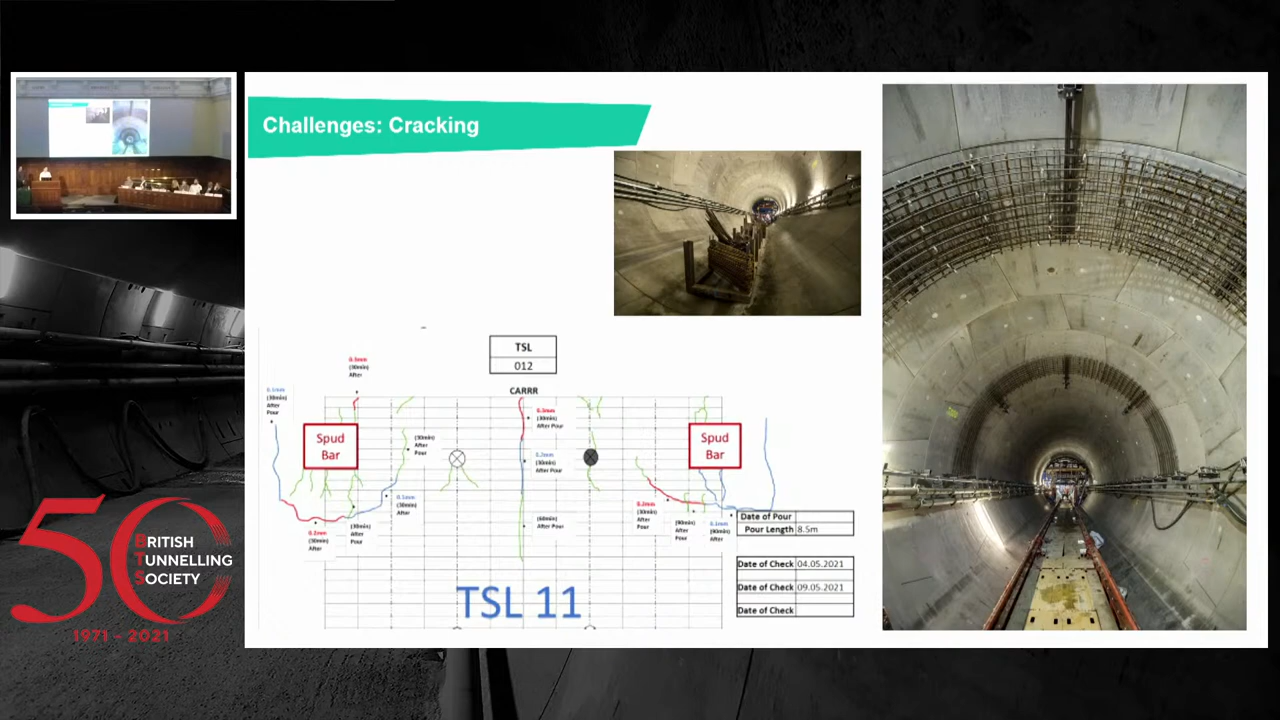 Challenges: Cracking
TSL
012
CARRR
0.3mm
(30min)
After
0.1mm
(30min)
After
Pour
Spud
Bar
(30min)
After
Pour
0.3mm
(30min)
After Pour
0.2mm
(30min)
After Pour
(60min)
After Pour
Spud
Bar
0.1mm
(30min)
After
0.2mm
(30min)
After
(30min)
After
Pour
0.2mm
(30min)
After
Pour
(90min)
After
Pour
0.1mm
(90min)
After
Date of Pour
Pour Length 8.5m
Date of Check 04.05.2021
Date of Check 09.05.2021
Date of Check
TSL 11
50
BTS
BRITISH
TUNNELLING
SOCIETY
1971 - 2021